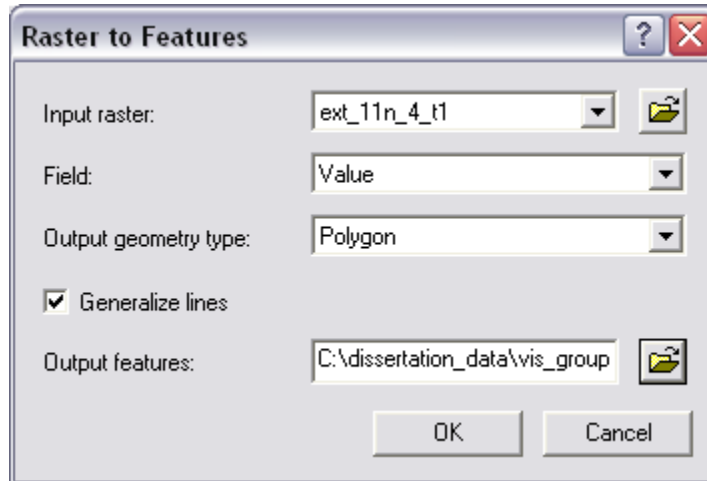 Raster to Features
Input raster: ext_11n_4_t1
Field: Value
Output geometry type: Polygon
Generalize lines
Output features: C:\dissertation_data\vis_group
OK Cancel